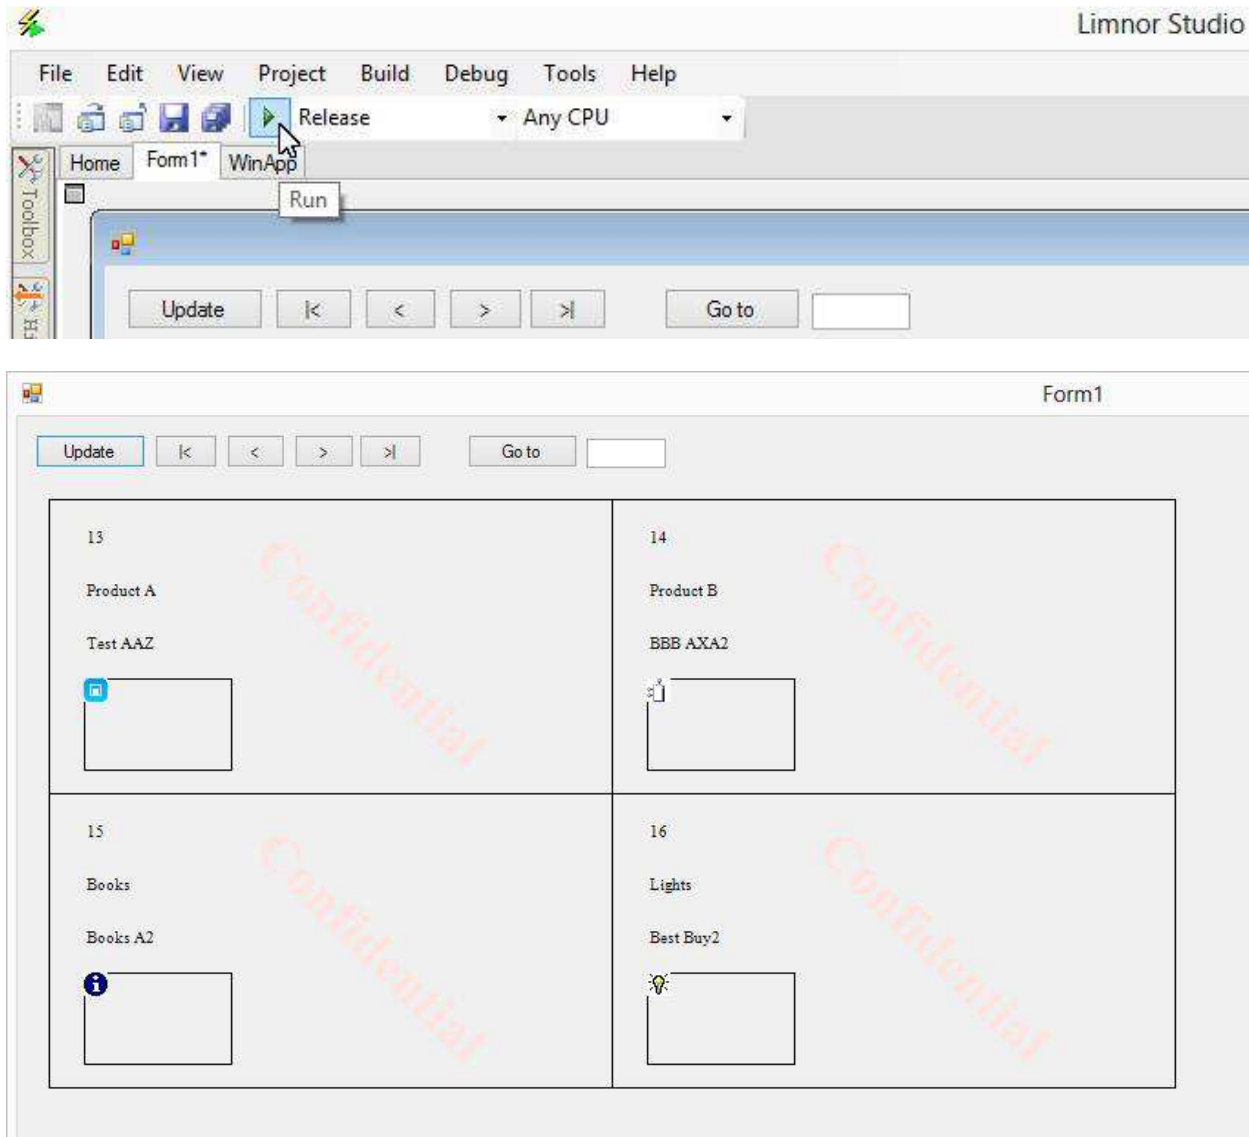 Limnor Studio
File Edit View Project Build Debug Tools Help
Release Any CPU
Home Form1* WinApp
Run
Toolbox
Update |< < > >| Go to
Form1
Update |< < > >| Go to
13 14
Confidential Confidential
Product A Product B
Test AAZ BBB AXA2
15 16
Confidential Confidential
Books Lights
Books A2 Best Buy2